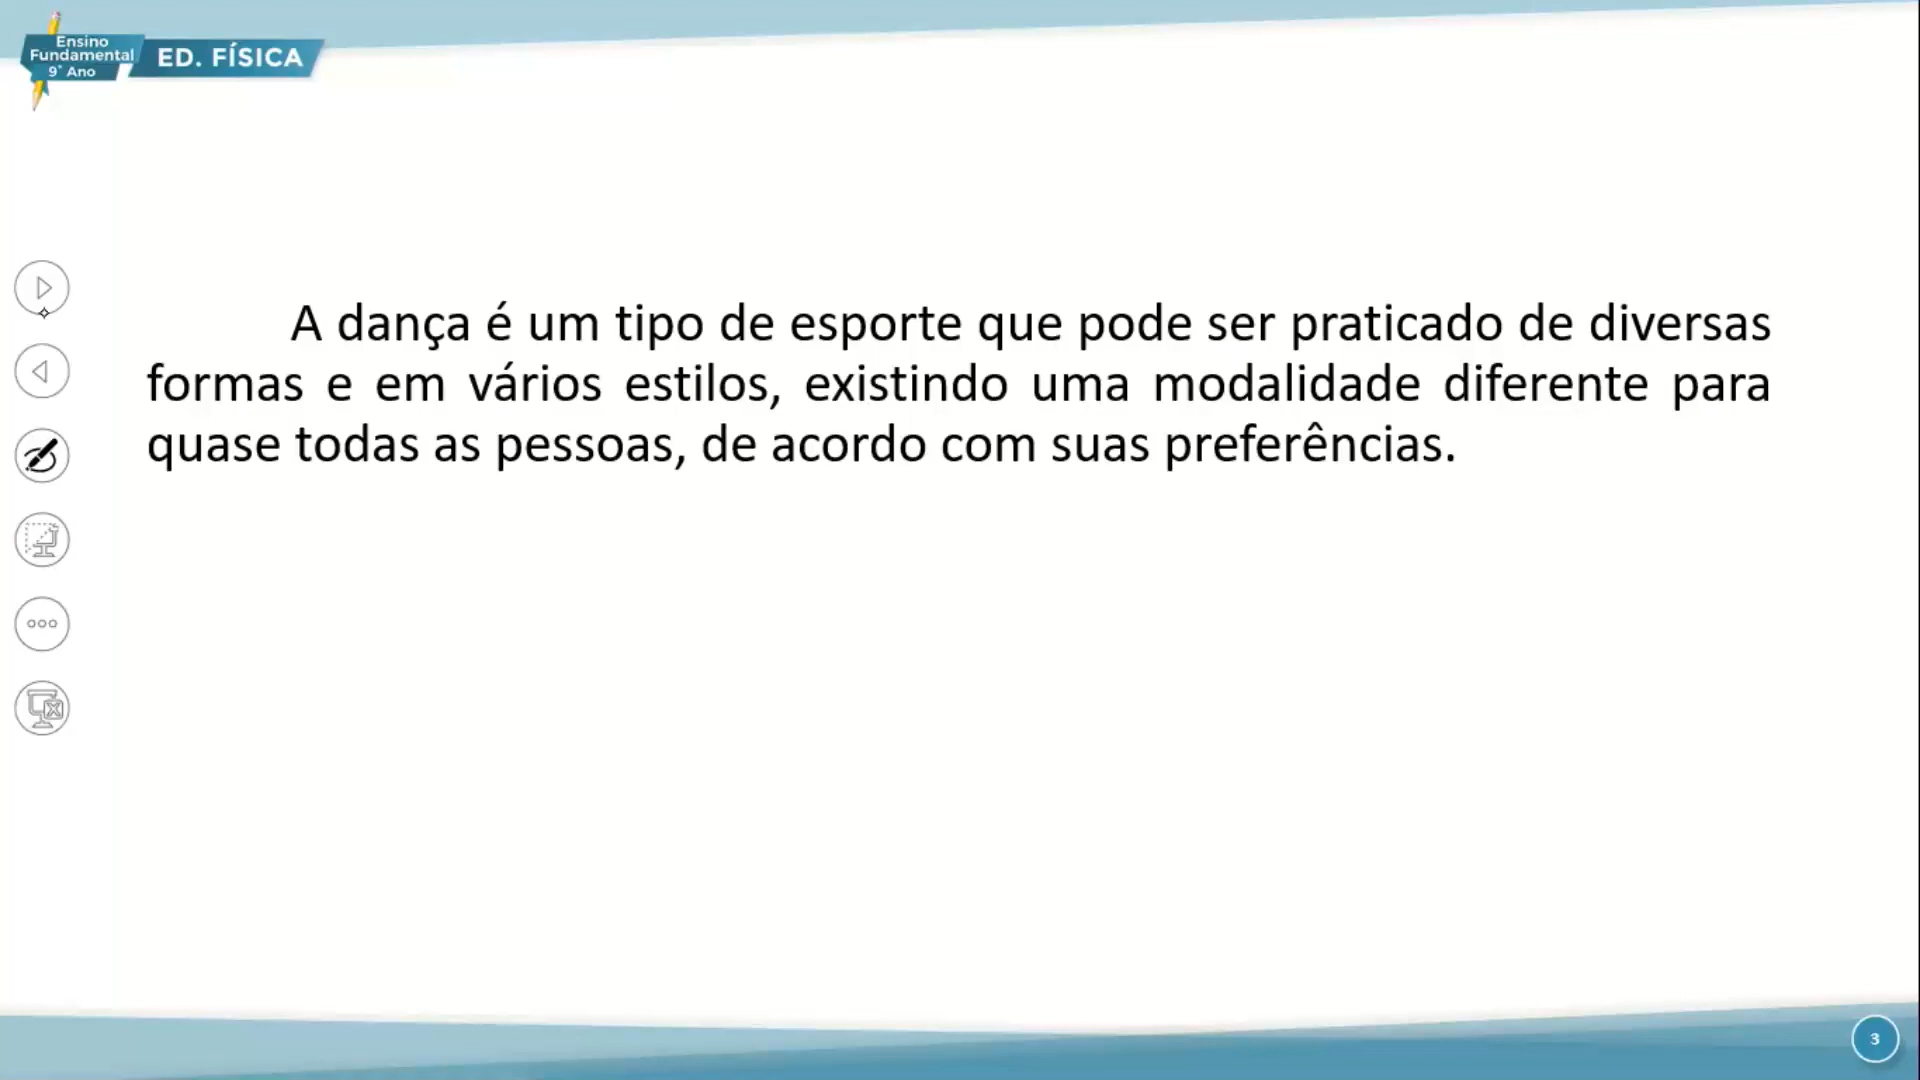 Ensino
Fundamental
9° Ano
ED. FÍSICA
A dança é um tipo de esporte que pode ser praticado de diversas
formas e em vários estilos, existindo uma modalidade diferente para
quase todas as pessoas, de acordo com suas preferências.
3